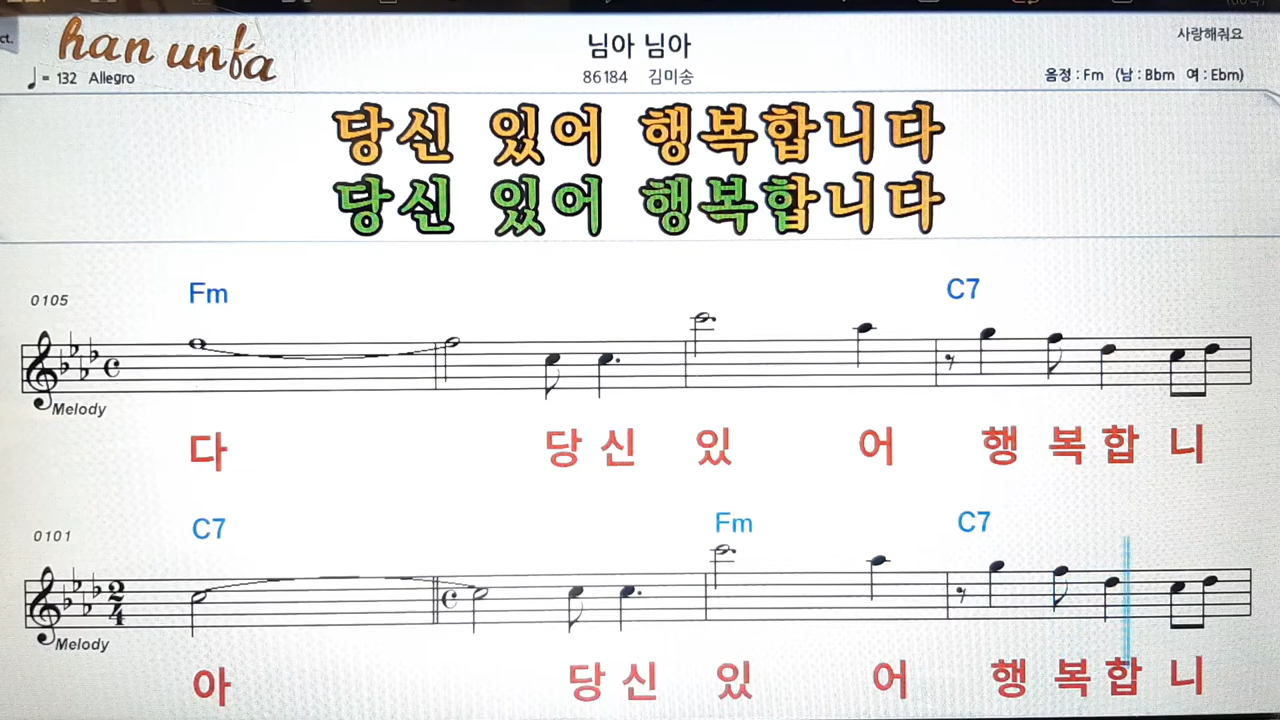 ct.
han unfa
님아 님아
사랑해줘요
= 132 Allegro
86184 김미송
음정 : Fm (남 : Bbm 여 : Ebm)
당신 있어 행복합니다
당신 있어 행복합니다
0105 Fm C7
Melody
다 당 신 있 어 행 복 합 니
0101 C7 Fm C7
2
4
Melody
아 당 신 있 어 행 복 합 니